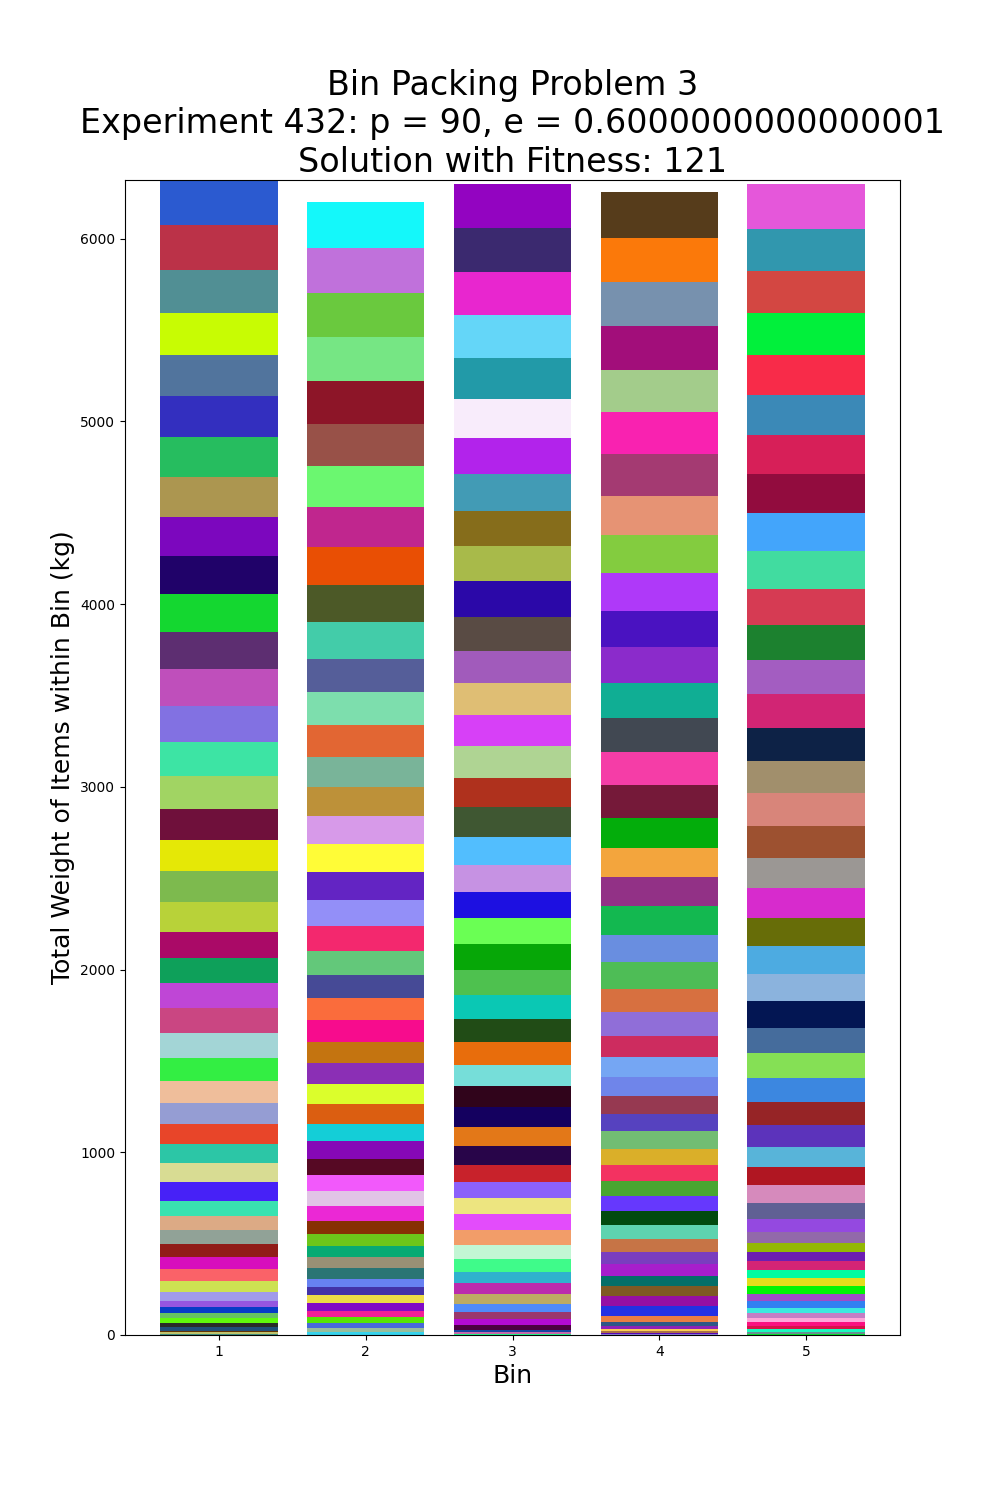 Bin Packing Problem 3
Experiment 432: p = 90, e = 0.6000000000000001
Solution with Fitness: 121
Total Weight of Items within Bin (kg)
6000
5000
4000
3000
2000
1000
0
1 2 3 4 5
Bin